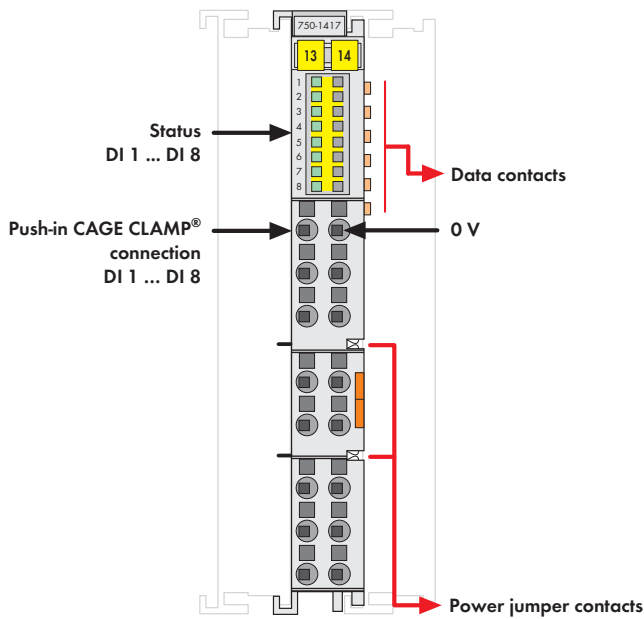 750-1417
13 14
1
2
3
4
5
6
7
8
Status
DI 1 ... DI 8
Data contacts
Push-in CAGE CLAMP®
connection
DI 1 ... DI 8
0 V
Power jumper contacts